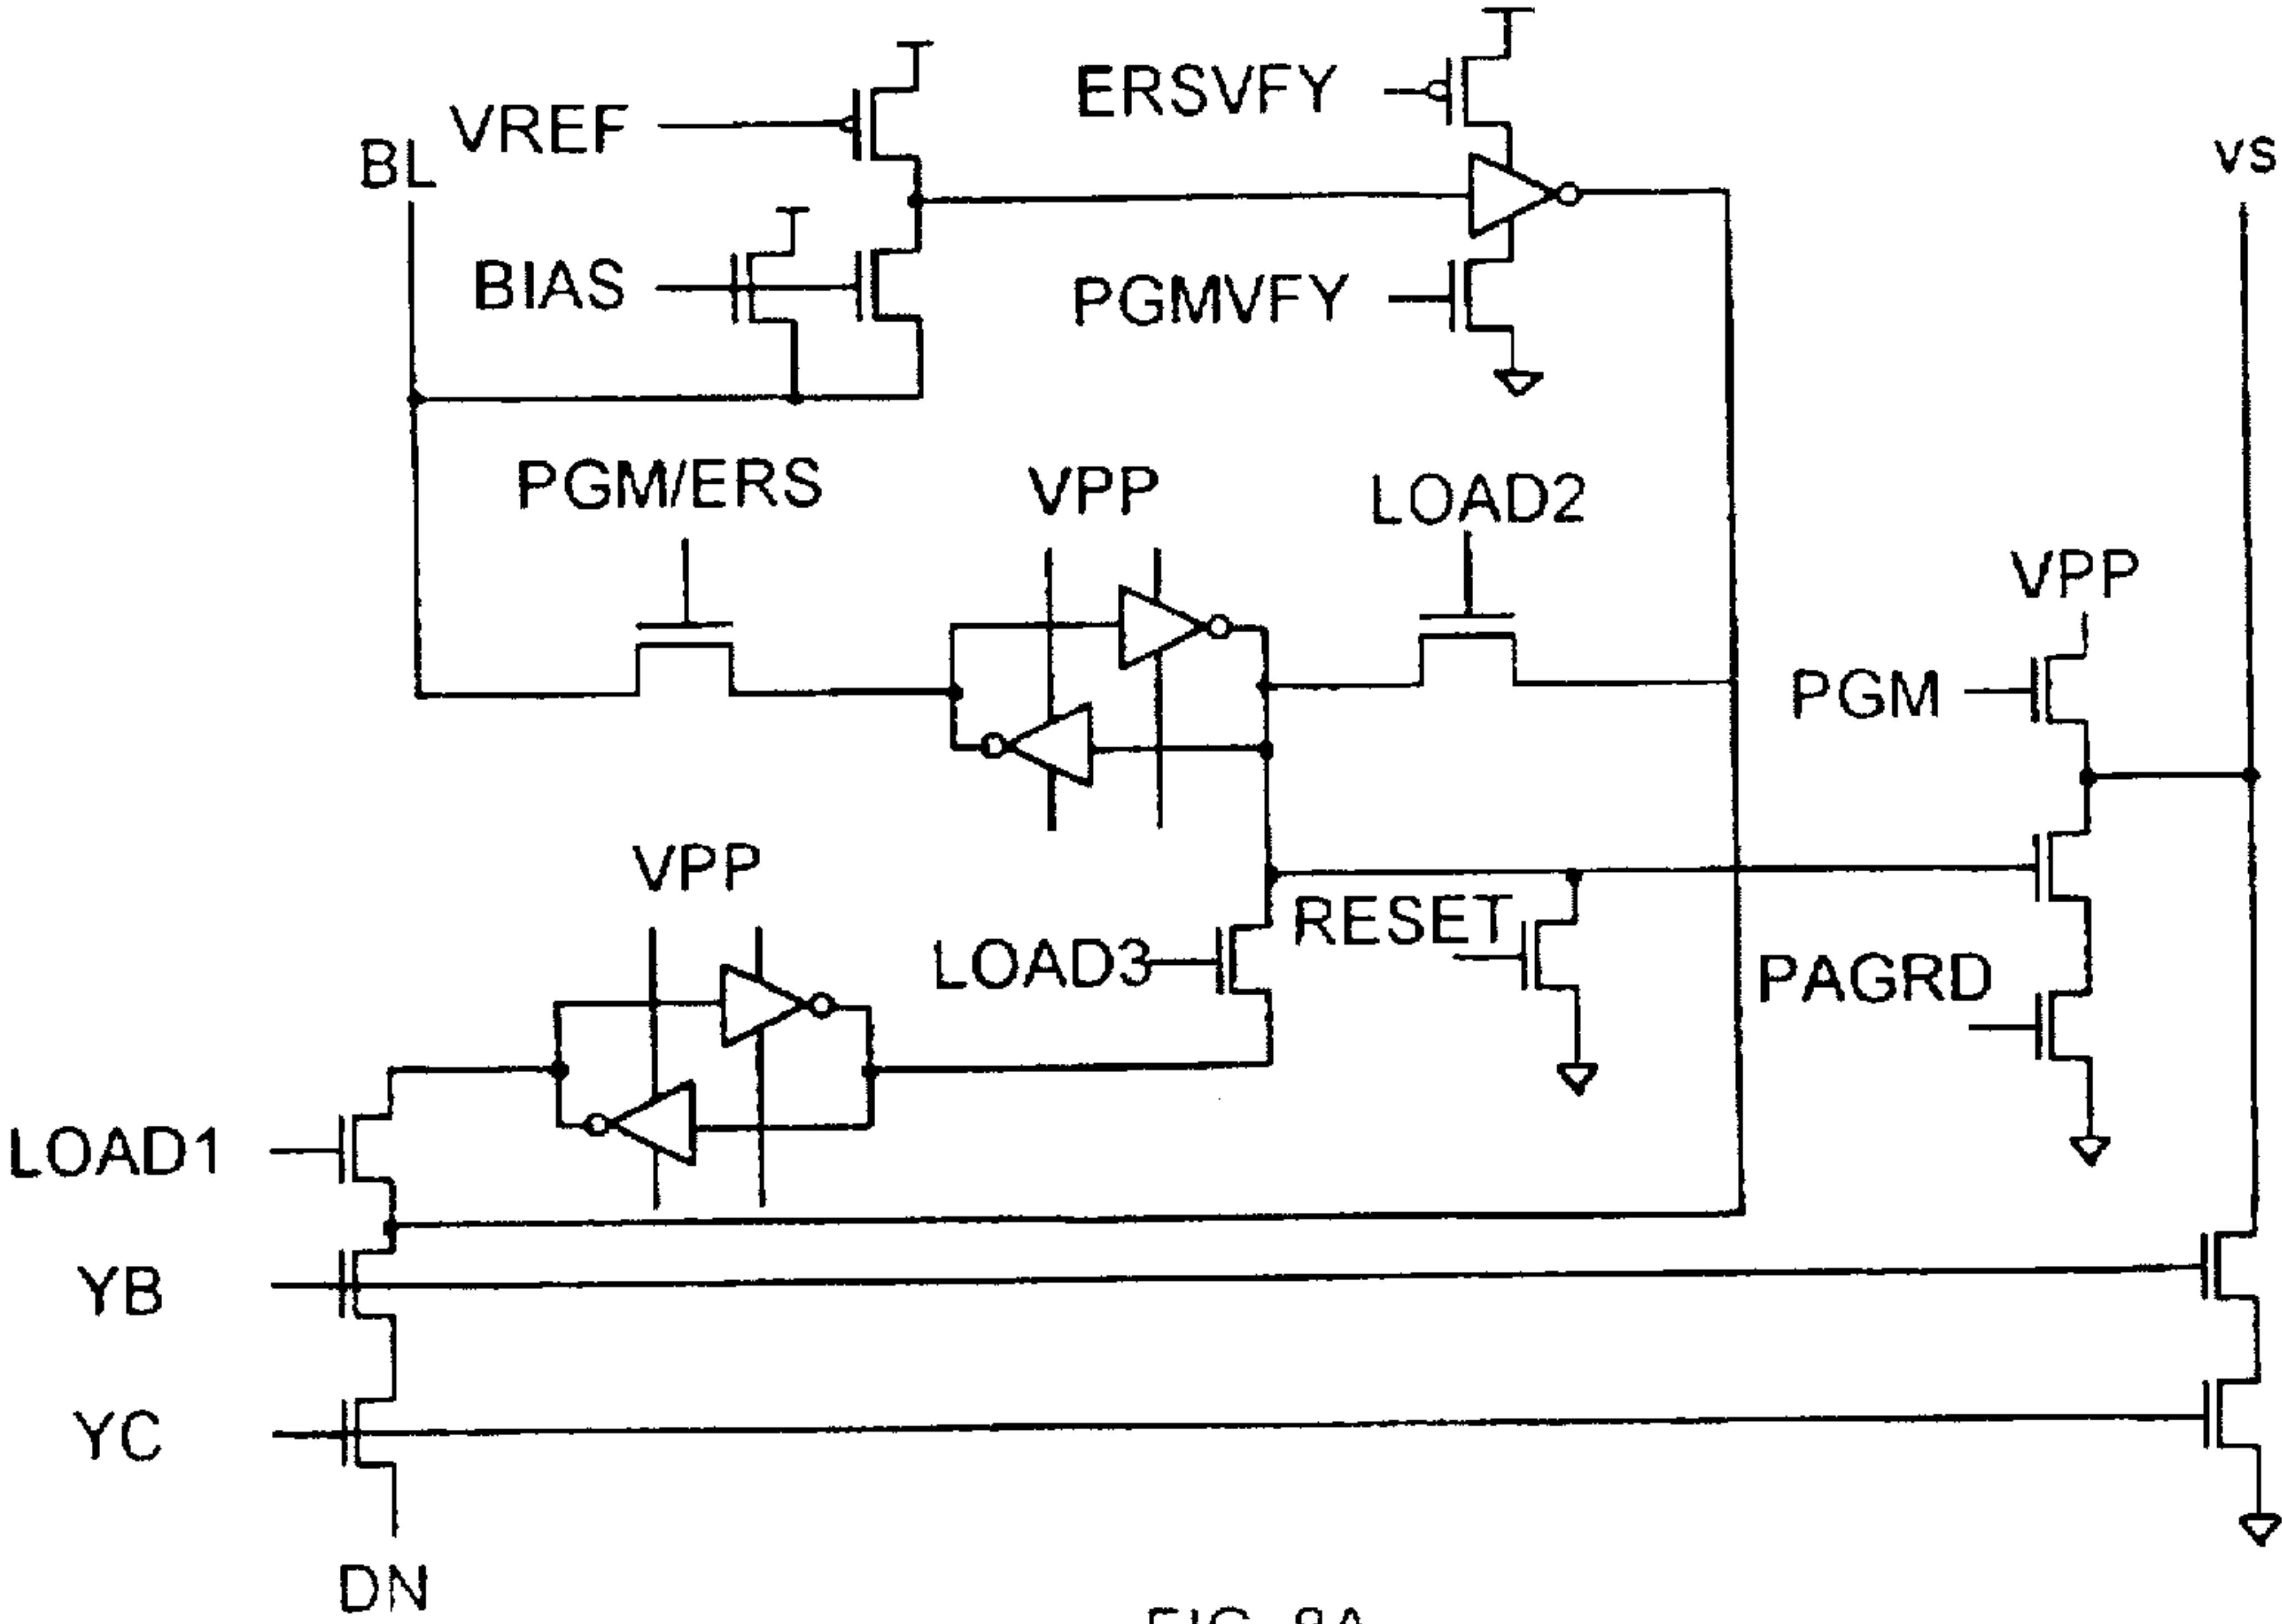 ERSVFY
VREF
BL
vs
BIAS
PGMVFY
PGM/ERS
VPP
LOAD2
VPP
PGM
VPP
RESET
LOAD3
PAGRD
LOAD1
YB
YC
DN